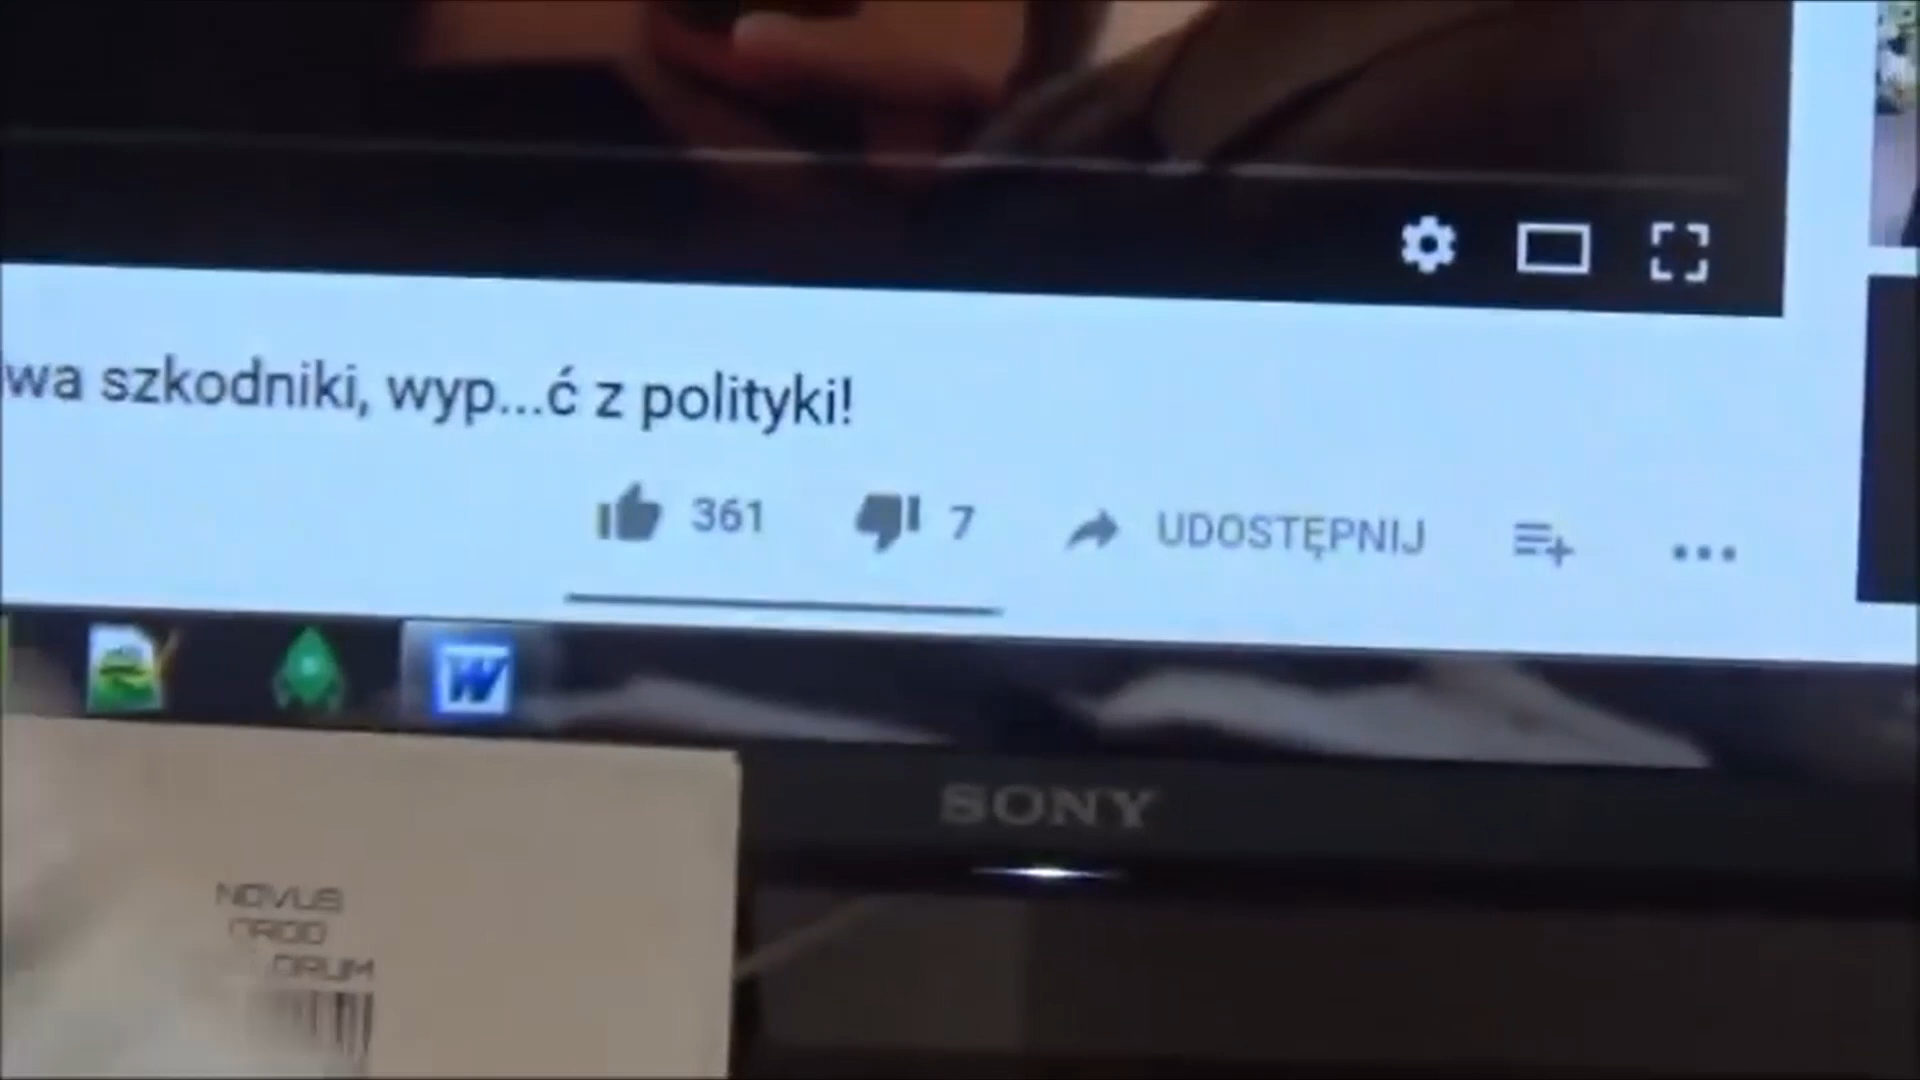 wa szkodniki, wyp...ć z polityki!
361 7 UDOSTĘPNIJ
W
SONY
NOVUS
ORDO